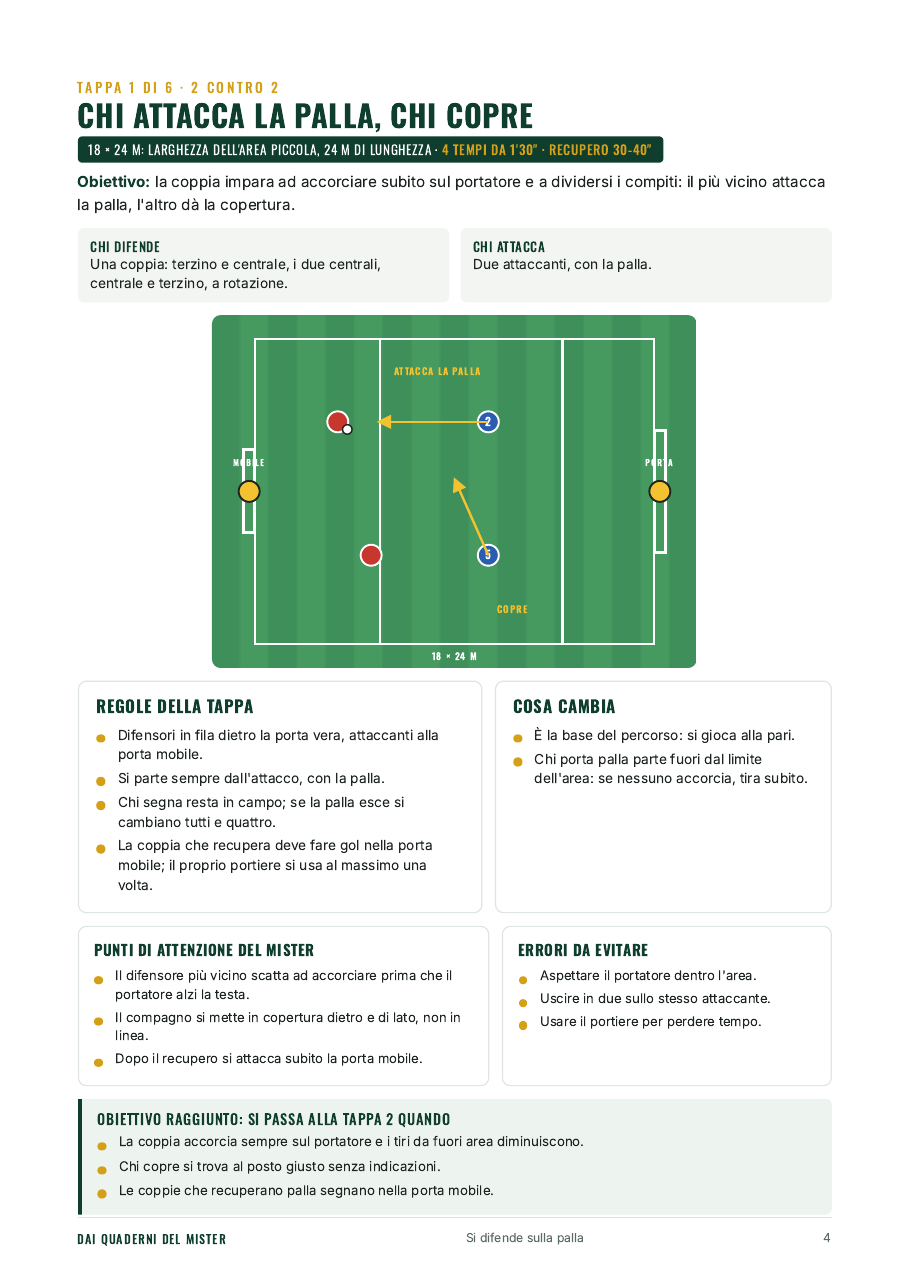 TAPPA 1 DI 6 · 2 CONTRO 2
CHI ATTACCA LA PALLA, CHI COPRE
18 × 24 M: LARGHEZZA DELL'AREA PICCOLA, 24 M DI LUNGHEZZA · 4 TEMPI DA 1'30" · RECUPERO 30-40"
Obiettivo: la coppia impara ad accorciare subito sul portatore e a dividersi i compiti: il più vicino attacca
la palla, l'altro dà la copertura.
CHI DIFENDE
Una coppia: terzino e centrale, i due centrali,
centrale e terzino, a rotazione.
CHI ATTACCA
Due attaccanti, con la palla.
ATTACCA LA PALLA
2
MOBILE
PORTA
5
COPRE
18 × 24 M
REGOLE DELLA TAPPA
Difensori in fila dietro la porta vera, attaccanti alla
porta mobile.
Si parte sempre dall'attacco, con la palla.
Chi segna resta in campo; se la palla esce si
cambiano tutti e quattro.
La coppia che recupera deve fare gol nella porta
mobile; il proprio portiere si usa al massimo una
volta.
COSA CAMBIA
È la base del percorso: si gioca alla pari.
Chi porta palla parte fuori dal limite
dell'area: se nessuno accorcia, tira subito.
PUNTI DI ATTENZIONE DEL MISTER
Il difensore più vicino scatta ad accorciare prima che il
portatore alzi la testa.
Il compagno si mette in copertura dietro e di lato, non in
linea.
Dopo il recupero si attacca subito la porta mobile.
ERRORI DA EVITARE
Aspettare il portatore dentro l'area.
Uscire in due sullo stesso attaccante.
Usare il portiere per perdere tempo.
OBIETTIVO RAGGIUNTO: SI PASSA ALLA TAPPA 2 QUANDO
La coppia accorcia sempre sul portatore e i tiri da fuori area diminuiscono.
Chi copre si trova al posto giusto senza indicazioni.
Le coppie che recuperano palla segnano nella porta mobile.
DAI QUADERNI DEL MISTER
Si difende sulla palla
4